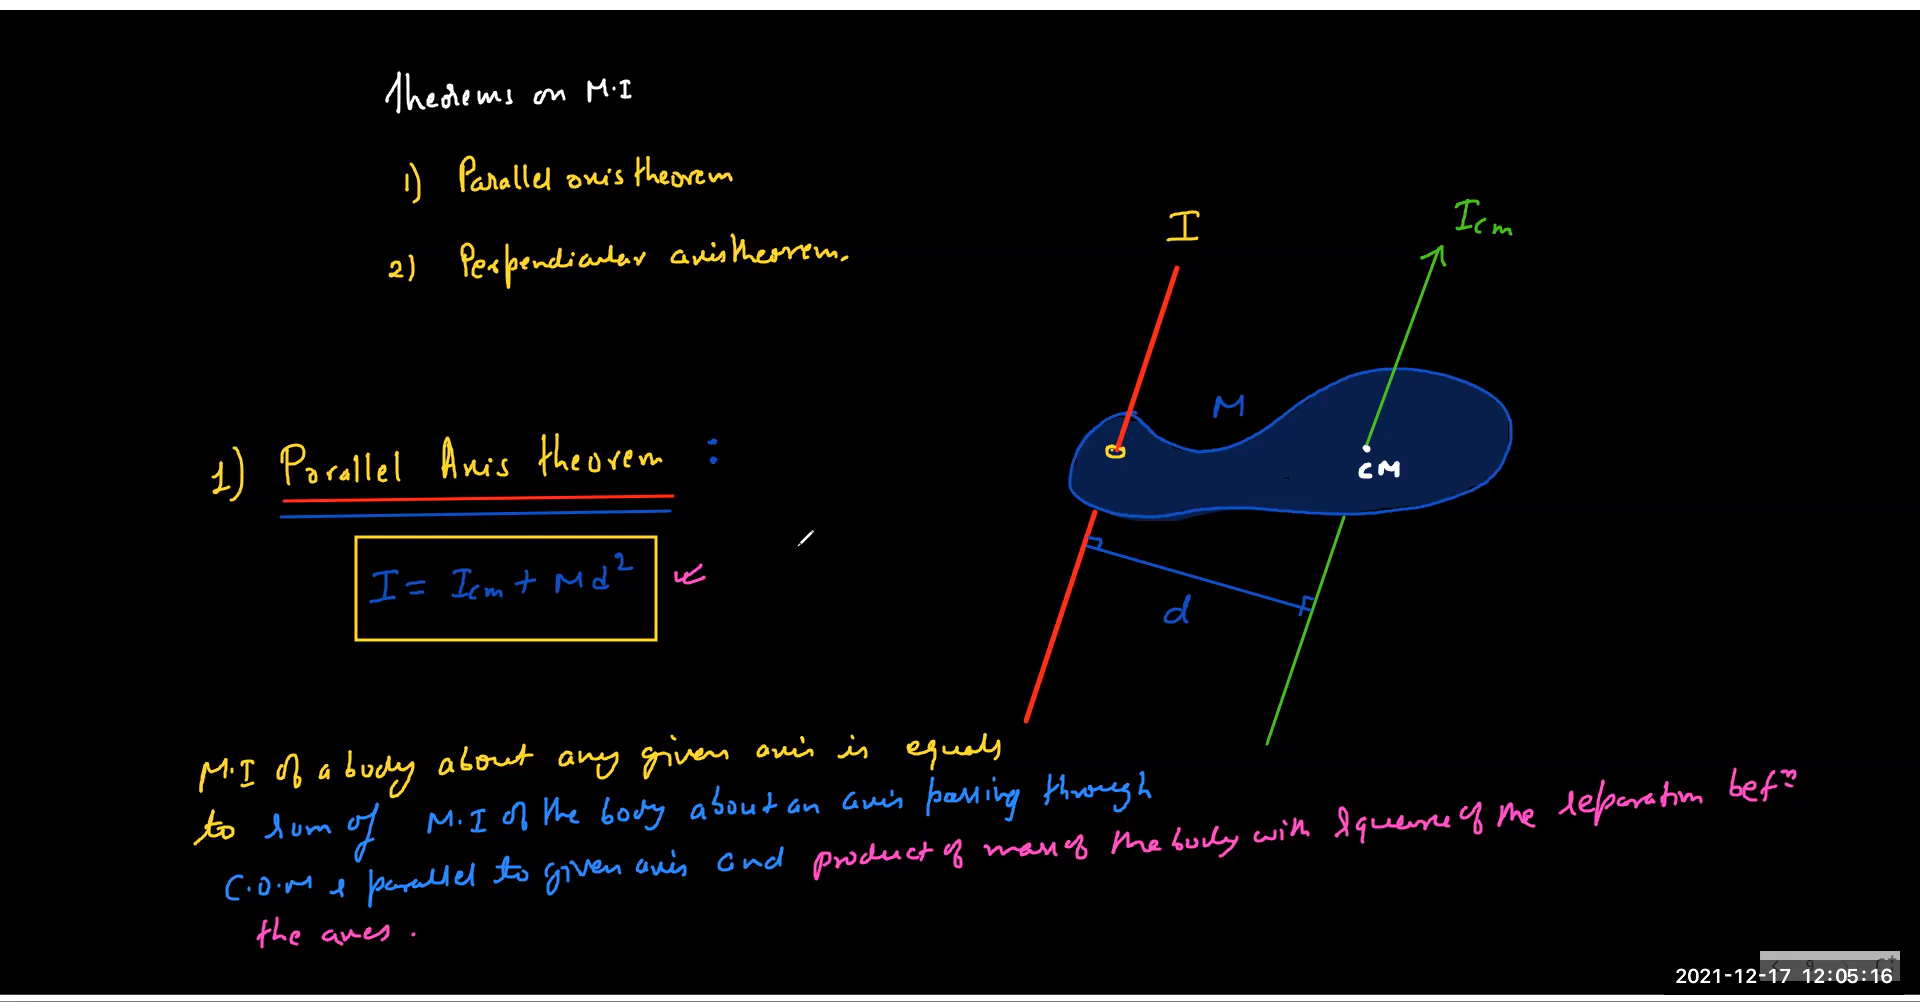 Theorems on M.I
1) Parallel axis theorem
2) Perpendicular axis theorem.
I
Icm
M
CM
1) Parallel Axis theorem :
I = Icm + Md²
d
M.I of a body about any given axis is equals
to sum of M.I of the body about an axis passing through
C.O.M & parallel to given axis and product of mass of the body with square of the separation betⁿ
the axes.
2021-12-17 12:05:16